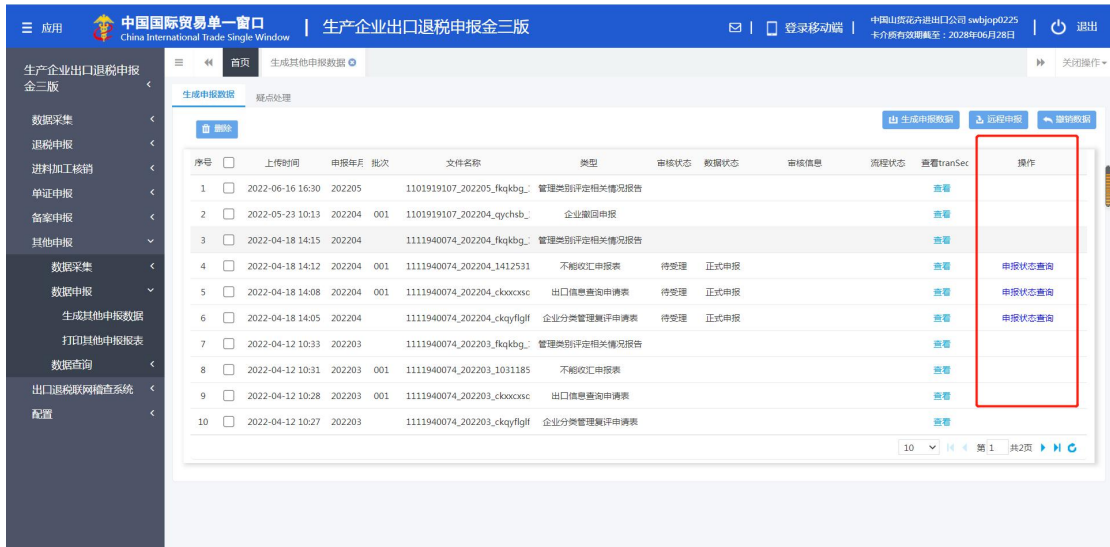 应用 中国国际贸易单一窗口 China International Trade Single Window 生产企业出口退税申报金三版 登录移动端 中国山货花卉进出口公司 swbjop0225 卡介质有效期截至：2028年06月28日 退出
生产企业出口退税申报金三版
数据采集
退税申报
进料加工核销
单证申报
备案申报
其他申报
数据采集
数据申报
生成其他申报数据
打印其他申报报表
数据查询
出口退税联网稽查系统
配置
首页 生成其他申报数据 关闭操作
生成申报数据 疑点处理
删除 生成申报数据 远程申报 撤销数据
序号 上传时间 申报年月 批次 文件名称 类型 审核状态 数据状态 审核信息 流程状态 查看tranSec 操作
1 2022-06-16 16:30 202205 1101919107_202205_fkqkbg_ 管理类别评定相关情况报告 查看
2 2022-05-23 10:13 202204 001 1101919107_202204_qychsb_ 企业撤回申报 查看
3 2022-04-18 14:15 202204 1111940074_202204_fkqkbg_ 管理类别评定相关情况报告 查看
4 2022-04-18 14:12 202204 001 1111940074_202204_1412531 不能收汇申报表 待受理 正式申报 查看 申报状态查询
5 2022-04-18 14:08 202204 001 1111940074_202204_ckxxcxsc 出口信息查询申请表 待受理 正式申报 查看 申报状态查询
6 2022-04-18 14:05 202204 1111940074_202204_ckqyflglf 企业分类管理复评申请表 待受理 正式申报 查看 申报状态查询
7 2022-04-12 10:33 202203 1111940074_202203_fkqkbg_ 管理类别评定相关情况报告 查看
8 2022-04-12 10:31 202203 001 1111940074_202203_1031185 不能收汇申报表 查看
9 2022-04-12 10:28 202203 001 1111940074_202203_ckxxcxsc 出口信息查询申请表 查看
10 2022-04-12 10:27 202203 1111940074_202203_ckqyflglf 企业分类管理复评申请表 查看
10 第 1 共2页